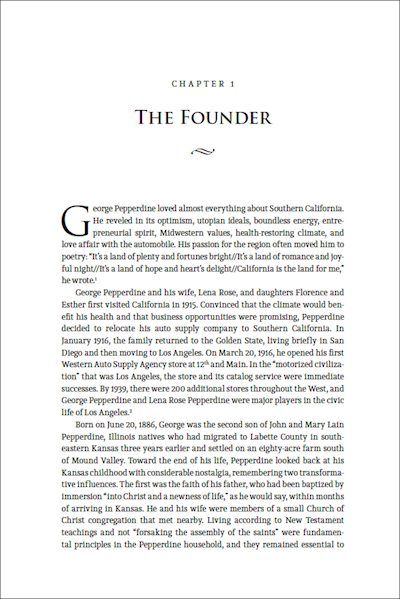 CHAPTER 1
THE FOUNDER
George Pepperdine loved almost everything about Southern California.
He reveled in its optimism, utopian ideals, boundless energy, entre-
preneurial spirit, Midwestern values, health-restoring climate, and
love affair with the automobile. His passion for the region often moved him to
poetry: “It’s a land of plenty and fortunes bright//It’s a land of romance and joy-
ful night//It’s a land of hope and heart’s delight//California is the land for me,”
he wrote.¹
George Pepperdine and his wife, Lena Rose, and daughters Florence and
Esther first visited California in 1915. Convinced that the climate would ben-
efit his health and that business opportunities were promising, Pepperdine
decided to relocate his auto supply company to Southern California. In
January 1916, the family returned to the Golden State, living briefly in San
Diego and then moving to Los Angeles. On March 20, 1916, he opened his first
Western Auto Supply Agency store at 12th and Main. In the “motorized civiliza-
tion” that was Los Angeles, the store and its catalog service were immediate
successes. By 1939, there were 200 additional stores throughout the West, and
George Pepperdine and Lena Rose Pepperdine were major players in the civic
life of Los Angeles.²
Born on June 20, 1886, George was the second son of John and Mary Lain
Pepperdine, Illinois natives who had migrated to Labette County in south-
eastern Kansas three years earlier and settled on an eighty-acre farm south
of Mound Valley. Toward the end of his life, Pepperdine looked back at his
Kansas childhood with considerable nostalgia, remembering two transforma-
tive influences. The first was the faith of his father, who had been baptized by
immersion “into Christ and a newness of life,” as he would say, within months
of arriving in Kansas. He and his wife were members of a small Church of
Christ congregation that met nearby. Living according to New Testament
teachings and not “forsaking the assembly of the saints” were fundamen-
tal principles in the Pepperdine household, and they remained essential to